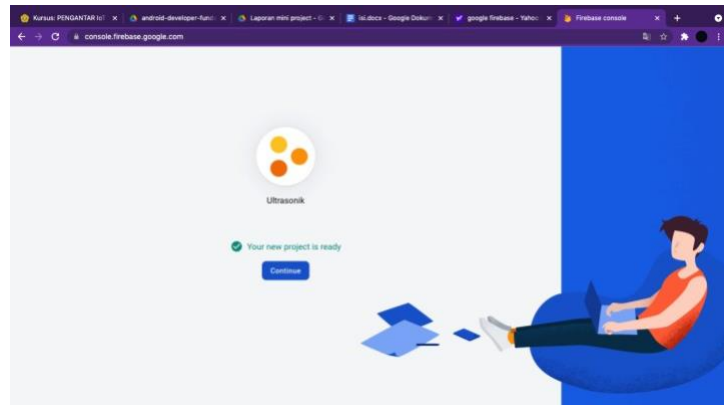 Kursus: PENGANTAR IoT
android-developer-fund
Laporan mini project - G
isi.docx - Google Dokum
google firebase - Yahoo
Firebase console
console.firebase.google.com
Ultrasonik
Your new project is ready
Continue